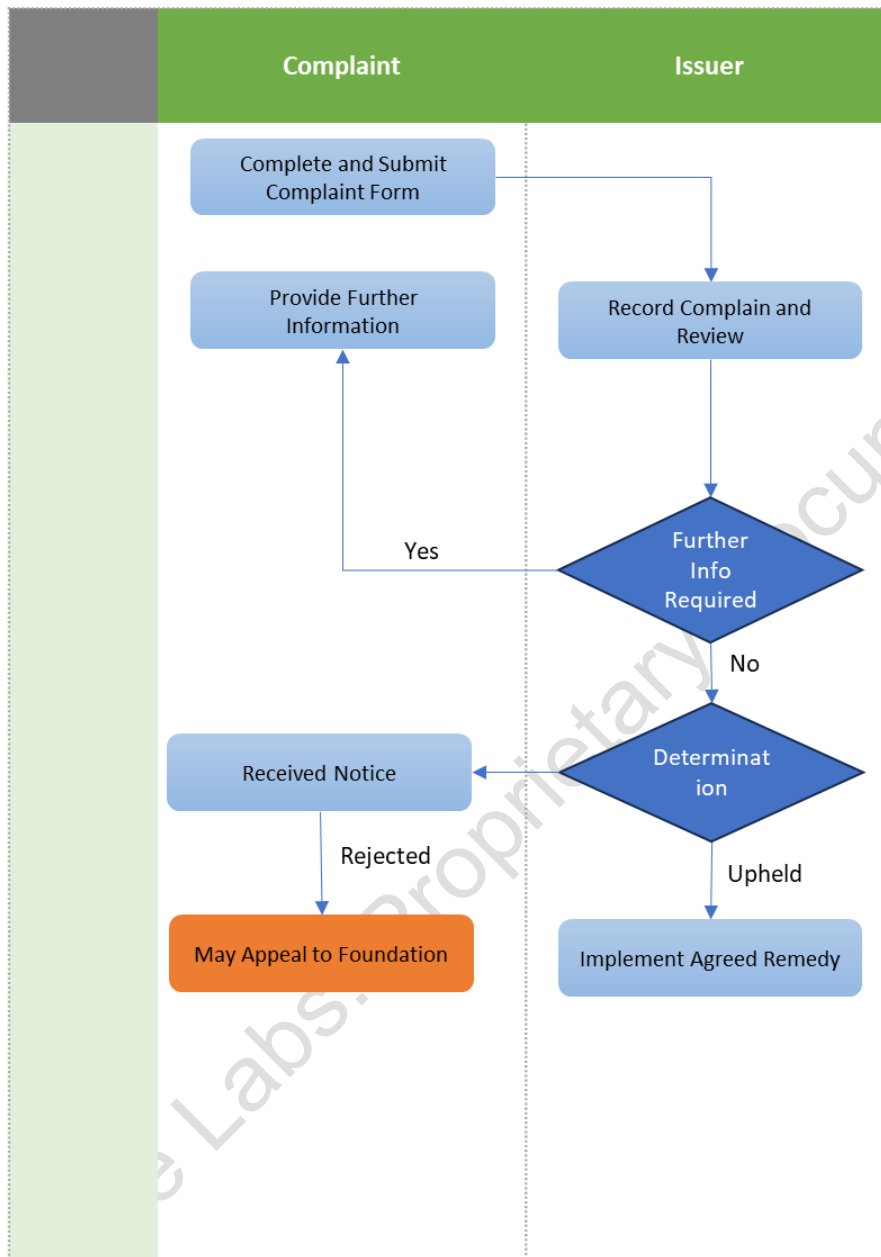 Complaint
Issuer
Complete and Submit
Complaint Form
Provide Further
Information
Record Complain and
Review
Further
Info
Required
Yes
No
Determinat
ion
Received Notice
Rejected
Upheld
May Appeal to Foundation
Implement Agreed Remedy
Labs. Proprietary